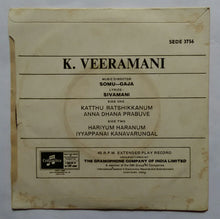 SEDE 3756
K. VEERAMANI
MUSIC DIRECTOR
SOMU-GAJA
LYRICS
SIVAMANI
SIDE ONE
KATTHU RATSHIKKANUM
ANNA DHANA PRABUVE
SIDE TWO
HARIYUM HARANUM
IYYAPPANAI KANAVARUNGAL
45 R.P.M. EXTENDED PLAY RECORD
THE GRAMOPHONE COMPANY OF INDIA LIMITED